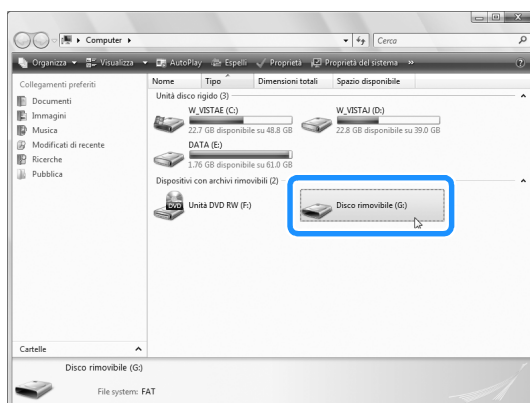 Computer
Cerca
Organizza Visualizza AutoPlay Espelli Proprietà Proprietà del sistema »
Collegamenti preferiti
Documenti
Immagini
Musica
Modificati di recente
Ricerche
Pubblica
Cartelle
Nome Tipo Dimensioni totali Spazio disponibile
Unità disco rigido (3)
W_VISTAE (C:)
22.7 GB disponibile su 48.8 GB
W_VISTAJ (D:)
22.8 GB disponibile su 39.0 GB
DATA (E:)
1.76 GB disponibile su 61.0 GB
Dispositivi con archivi rimovibili (2)
DVD
Unità DVD RW (F:)
Disco rimovibile (G:)
Disco rimovibile (G:)
File system: FAT